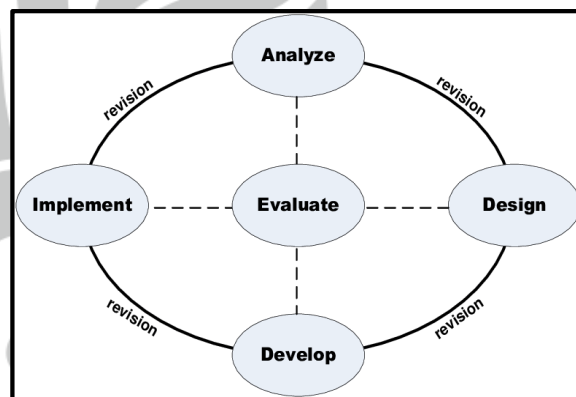 Analyze
revision
revision
Implement
Evaluate
Design
revision
revision
Develop